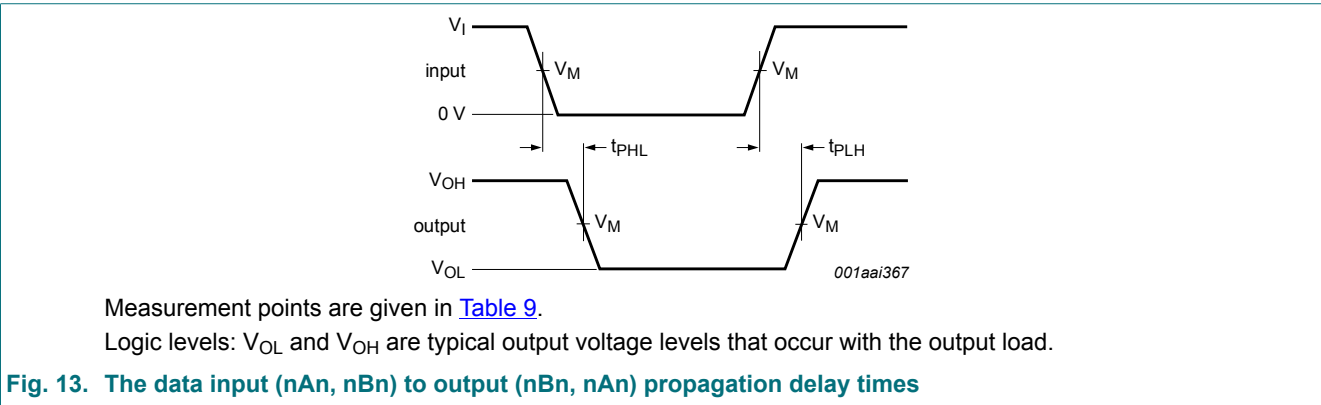 V_I
V_M V_M
input
0 V
t_PHL t_PLH
V_OH
V_M V_M
output
V_OL
001aai367
Measurement points are given in Table 9.
Logic levels: V_OL and V_OH are typical output voltage levels that occur with the output load.
Fig. 13. The data input (nAn, nBn) to output (nBn, nAn) propagation delay times